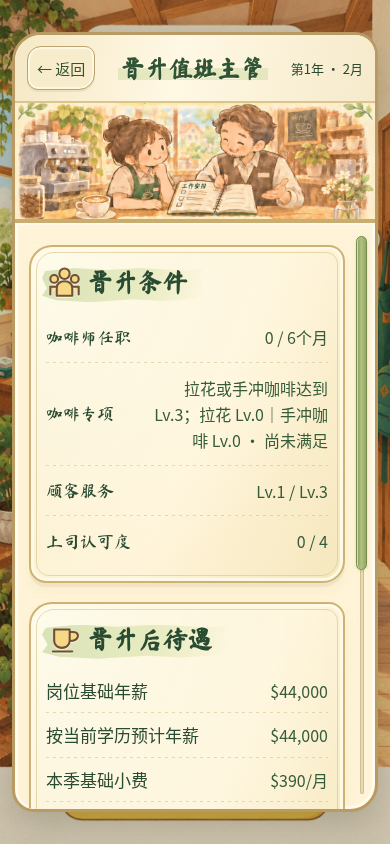 ← 返回
晋升值班主管
第1年 · 2月
工作安排
晋升条件
咖啡师任职
0 / 6个月
咖啡专项
拉花或手冲咖啡达到
Lv.3；拉花 Lv.0｜手冲咖
啡 Lv.0 · 尚未满足
顾客服务
Lv.1 / Lv.3
上司认可度
0 / 4
晋升后待遇
岗位基础年薪
$44,000
按当前学历预计年薪
$44,000
本季基础小费
$390/月